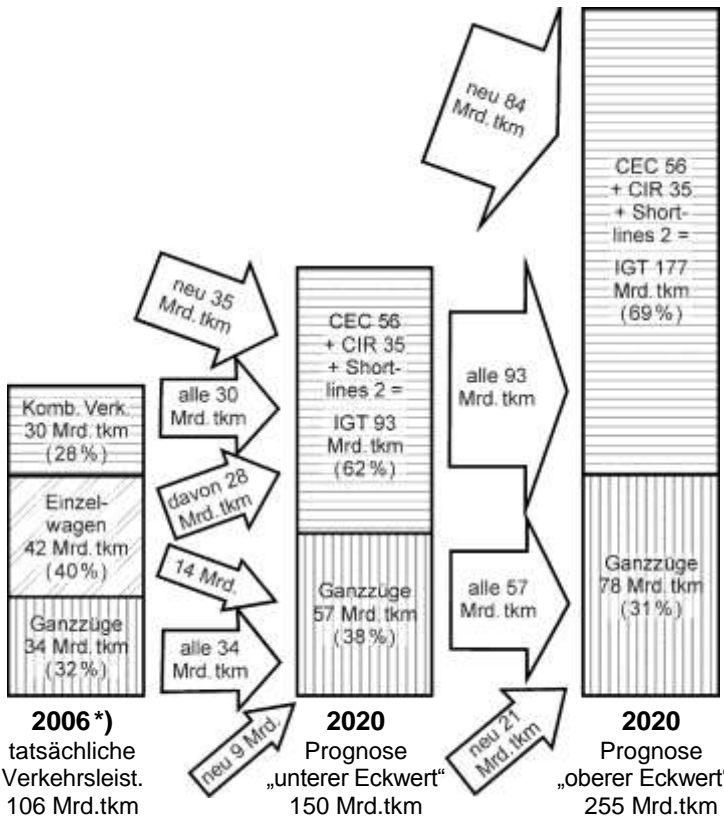 neu 84
Mrd. tkm
CEC 56
+ CIR 35
+ Short-
lines 2 =
IGT 177
Mrd. tkm
(69%)
neu 35
Mrd. tkm
CEC 56
+ CIR 35
+ Short-
lines 2 =
IGT 93
Mrd. tkm
(62%)
alle 93
Mrd. tkm
Komb. Verk.
30 Mrd. tkm
(28%)
alle 30
Mrd. tkm
davon 28
Mrd. tkm
Einzel-
wagen
42 Mrd. tkm
(40%)
14 Mrd.
Ganzzüge
34 Mrd. tkm
(32%)
alle 34
Mrd. tkm
Ganzzüge
57 Mrd. tkm
(38%)
alle 57
Mrd. tkm
Ganzzüge
78 Mrd. tkm
(31%)
neu 9 Mrd.
neu 21
Mrd. tkm
2006 *)
tatsächliche
Verkehrsleist.
106 Mrd.tkm
2020
Prognose
„unterer Eckwert“
150 Mrd.tkm
2020
Prognose
„oberer Eckwert“
255 Mrd.tkm